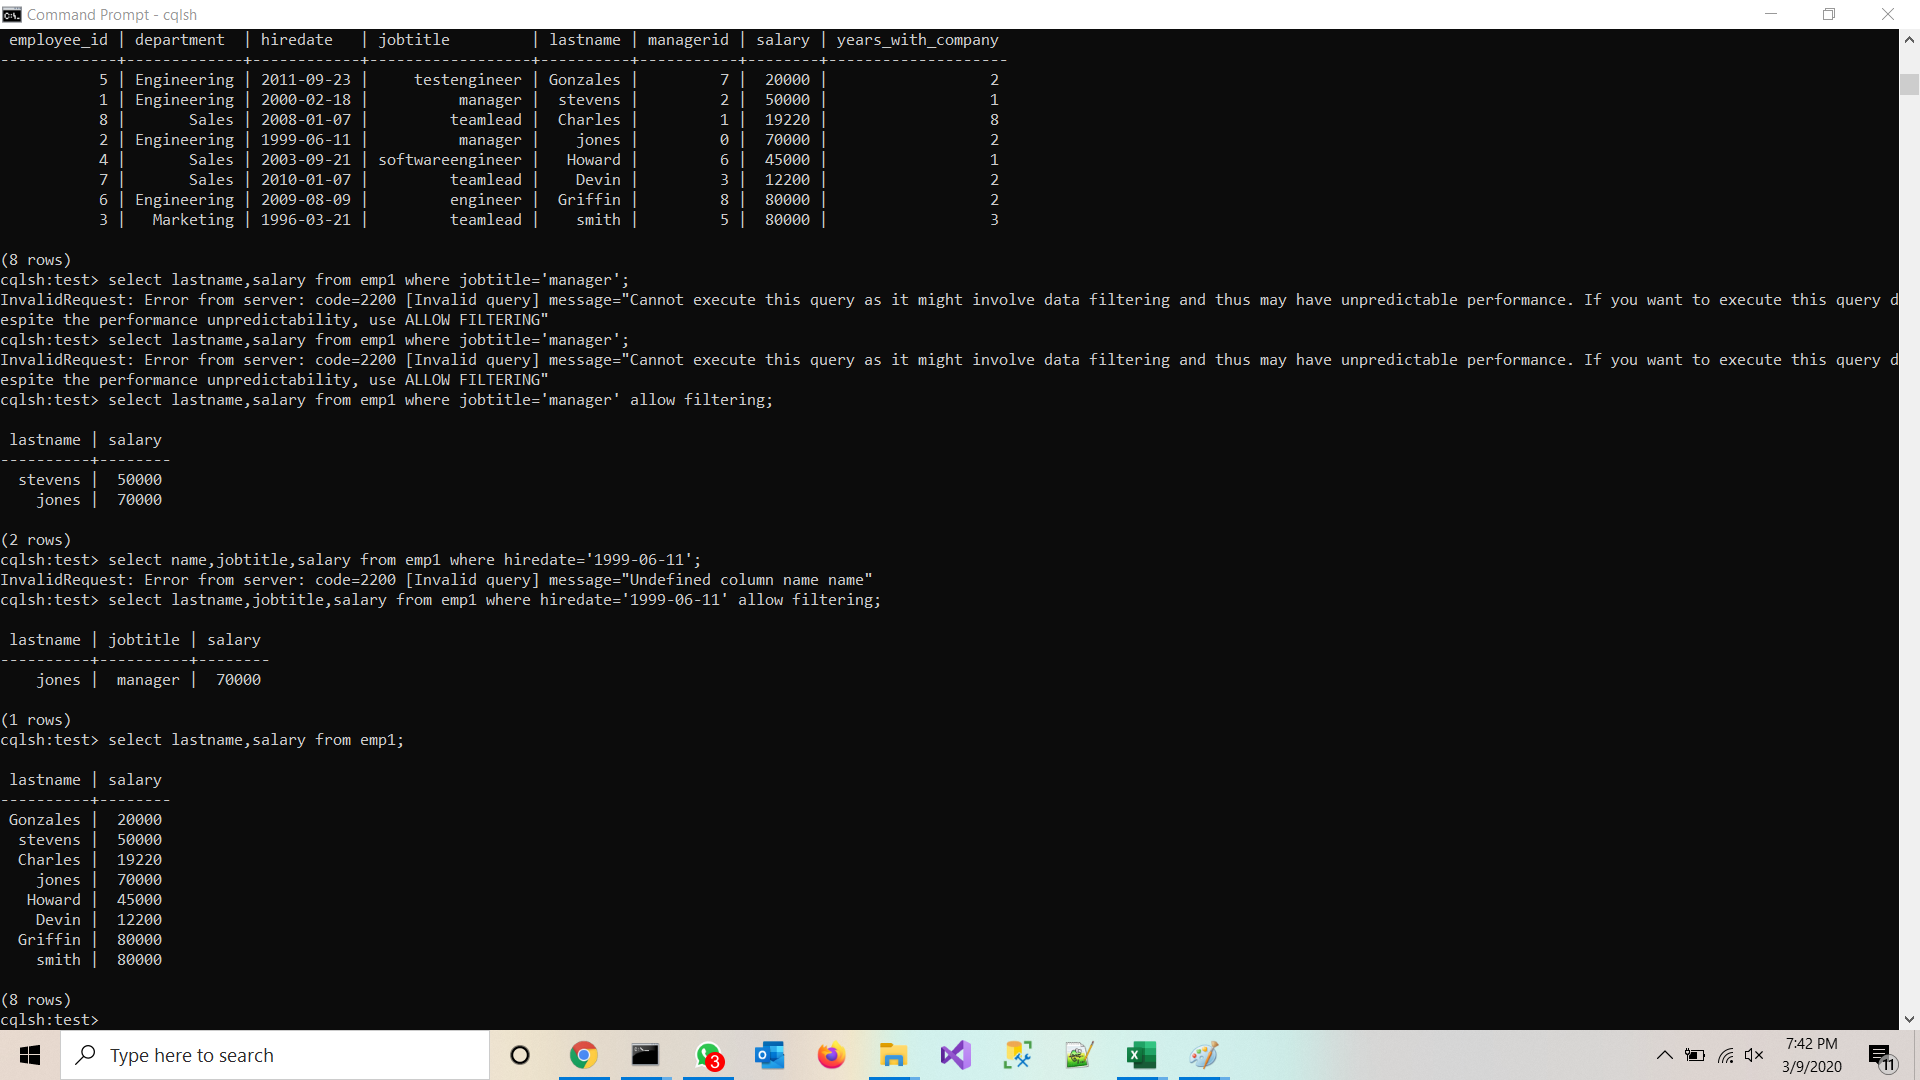 Command Prompt - cqlsh
 employee_id | department  | hiredate   | jobtitle         | lastname | managerid | salary | years_with_company
-------------+-------------+------------+------------------+----------+-----------+--------+--------------------
           5 | Engineering | 2011-09-23 |     testengineer | Gonzales |         7 |  20000 |                  2
           1 | Engineering | 2000-02-18 |          manager |  stevens |         2 |  50000 |                  1
           8 |       Sales | 2008-01-07 |         teamlead |  Charles |         1 |  19220 |                  8
           2 | Engineering | 1999-06-11 |          manager |    jones |         0 |  70000 |                  2
           4 |       Sales | 2003-09-21 | softwareengineer |   Howard |         6 |  45000 |                  1
           7 |       Sales | 2010-01-07 |         teamlead |    Devin |         3 |  12200 |                  2
           6 | Engineering | 2009-08-09 |         engineer |  Griffin |         8 |  80000 |                  2
           3 |   Marketing | 1996-03-21 |         teamlead |    smith |         5 |  80000 |                  3
(8 rows)
cqlsh:test> select lastname,salary from emp1 where jobtitle='manager';
InvalidRequest: Error from server: code=2200 [Invalid query] message="Cannot execute this query as it might involve data filtering and thus may have unpredictable performance. If you want to execute this query d
espite the performance unpredictability, use ALLOW FILTERING"
cqlsh:test> select lastname,salary from emp1 where jobtitle='manager';
InvalidRequest: Error from server: code=2200 [Invalid query] message="Cannot execute this query as it might involve data filtering and thus may have unpredictable performance. If you want to execute this query d
espite the performance unpredictability, use ALLOW FILTERING"
cqlsh:test> select lastname,salary from emp1 where jobtitle='manager' allow filtering;
 lastname | salary
----------+--------
  stevens |  50000
    jones |  70000
(2 rows)
cqlsh:test> select name,jobtitle,salary from emp1 where hiredate='1999-06-11';
InvalidRequest: Error from server: code=2200 [Invalid query] message="Undefined column name name"
cqlsh:test> select lastname,jobtitle,salary from emp1 where hiredate='1999-06-11' allow filtering;
 lastname | jobtitle | salary
----------+----------+--------
    jones |  manager |  70000
(1 rows)
cqlsh:test> select lastname,salary from emp1;
 lastname | salary
----------+--------
 Gonzales |  20000
  stevens |  50000
  Charles |  19220
    jones |  70000
   Howard |  45000
    Devin |  12200
  Griffin |  80000
    smith |  80000
(8 rows)
cqlsh:test>
Type here to search
3
7:42 PM
3/9/2020
11